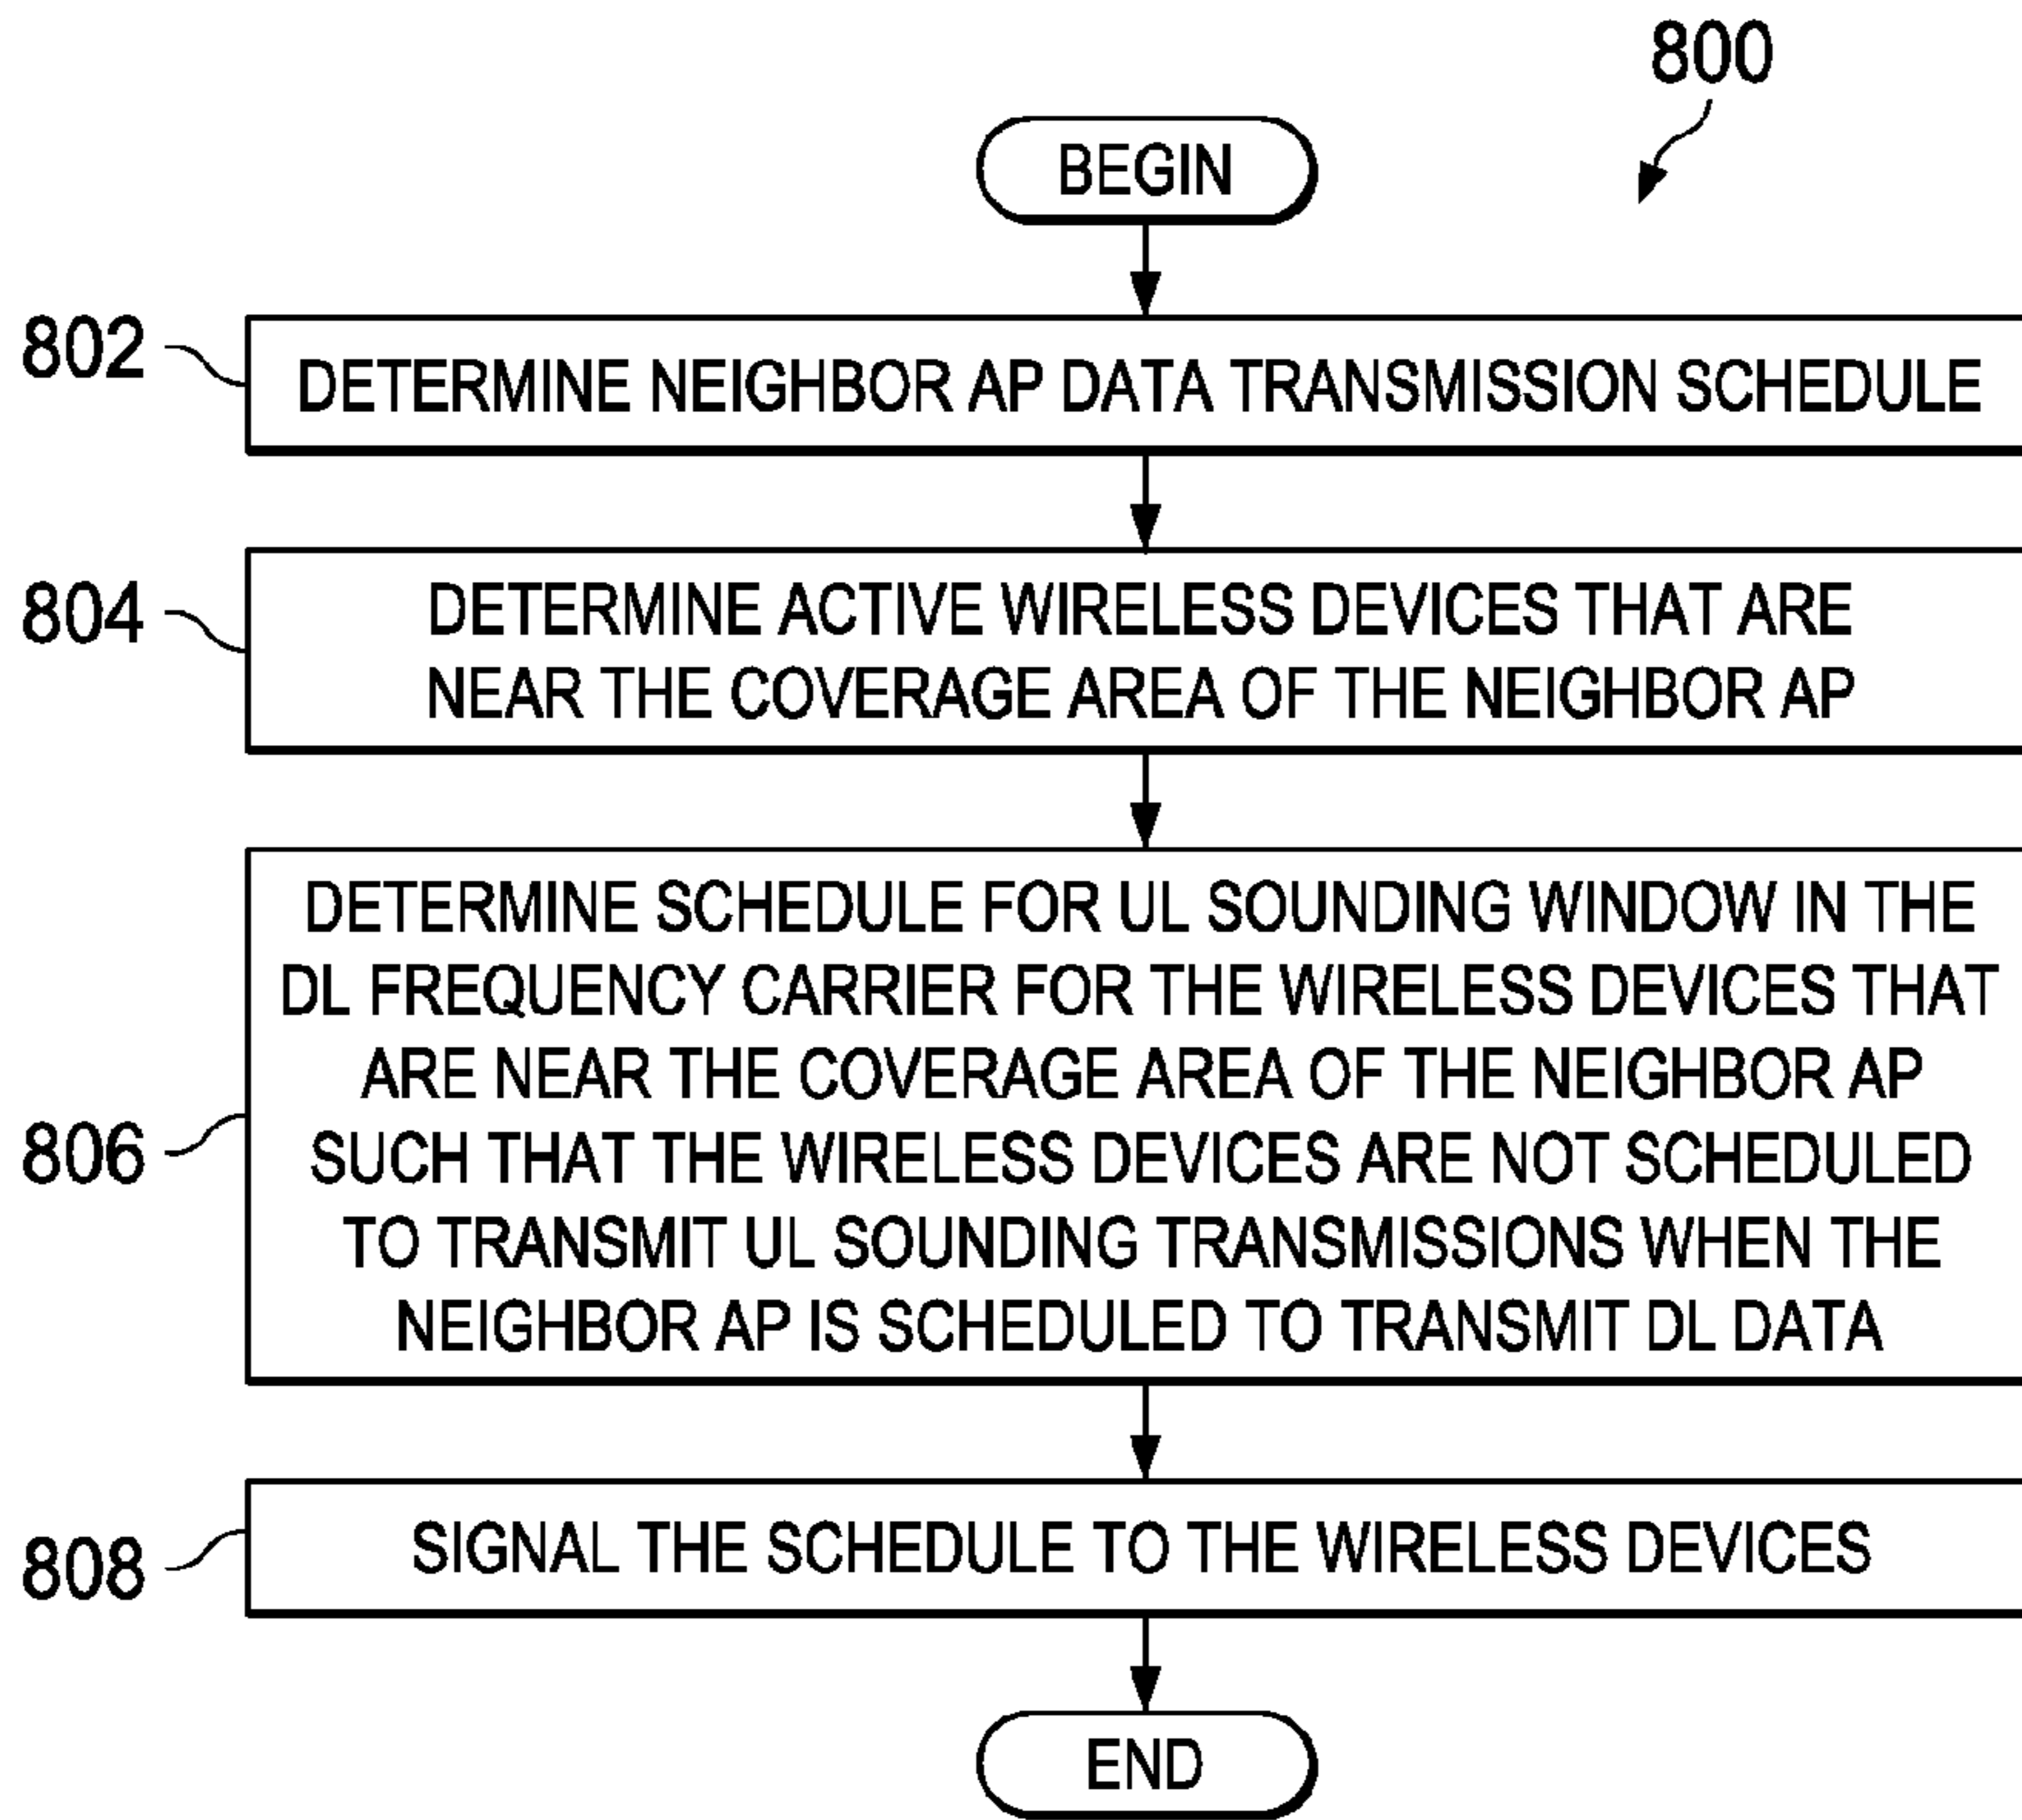 800
BEGIN
802
DETERMINE NEIGHBOR AP DATA TRANSMISSION SCHEDULE
804
DETERMINE ACTIVE WIRELESS DEVICES THAT ARE
NEAR THE COVERAGE AREA OF THE NEIGHBOR AP
806
DETERMINE SCHEDULE FOR UL SOUNDING WINDOW IN THE
DL FREQUENCY CARRIER FOR THE WIRELESS DEVICES THAT
ARE NEAR THE COVERAGE AREA OF THE NEIGHBOR AP
SUCH THAT THE WIRELESS DEVICES ARE NOT SCHEDULED
TO TRANSMIT UL SOUNDING TRANSMISSIONS WHEN THE
NEIGHBOR AP IS SCHEDULED TO TRANSMIT DL DATA
808
SIGNAL THE SCHEDULE TO THE WIRELESS DEVICES
END